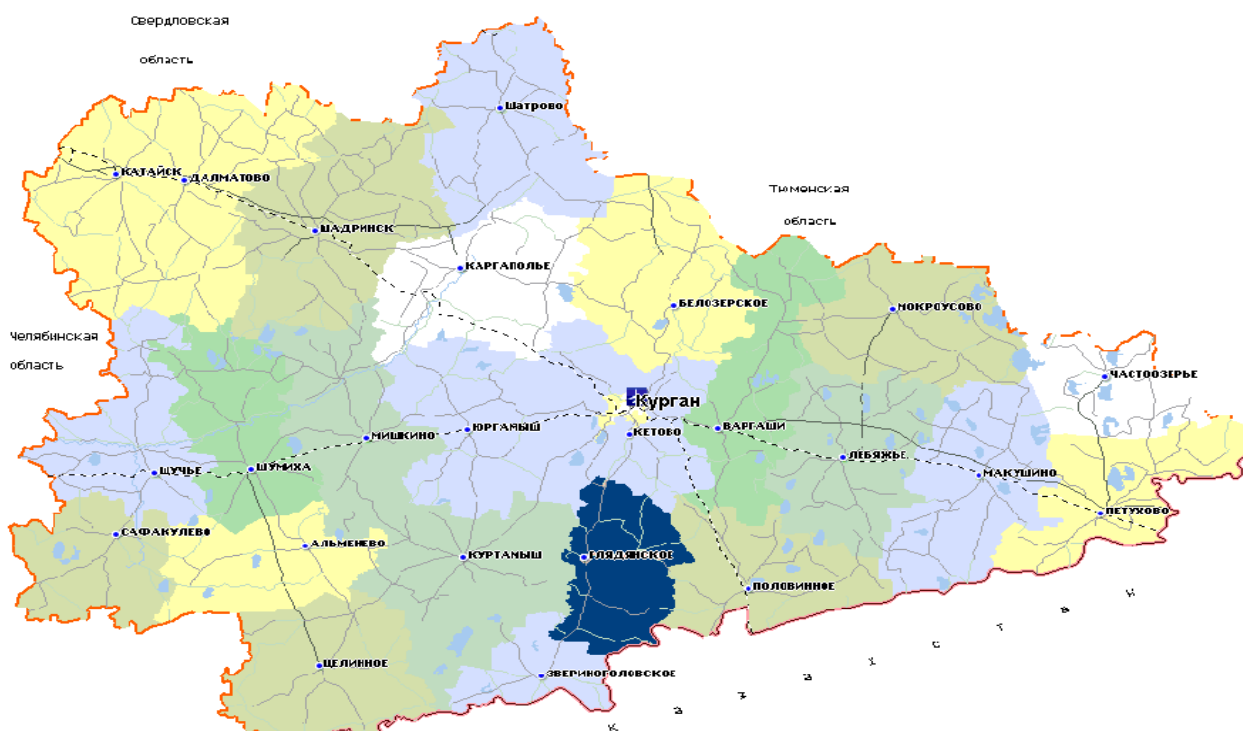 Свердловская
область
Шатрово
КАТАЙСК
ДАЛМАТОВО
Тюменская
область
ШАДРИНСК
КАРГАПОЛЬЕ
БЕЛОЗЕРСКОЕ
МОКРОУСОВО
Челябинская
область
ЧАСТООЗЕРЬЕ
Курган
ЮРГАМЫШ
ВАРГАШИ
КЕТОВО
МИШКИНО
ЛЕБЯЖЬЕ
ЩУЧЬЕ
ШУМИХА
МАКУШИНО
ПЕТУХОВО
САФАКУЛЕВО
АЛЬМЕНЕВО
КУРТАМЫШ
ГЛЯДЯНСКОЕ
ПОЛОВИННОЕ
ЦЕЛИННОЕ
ЗВЕРИНОГОЛОВСКОЕ
К а з а х с т а н